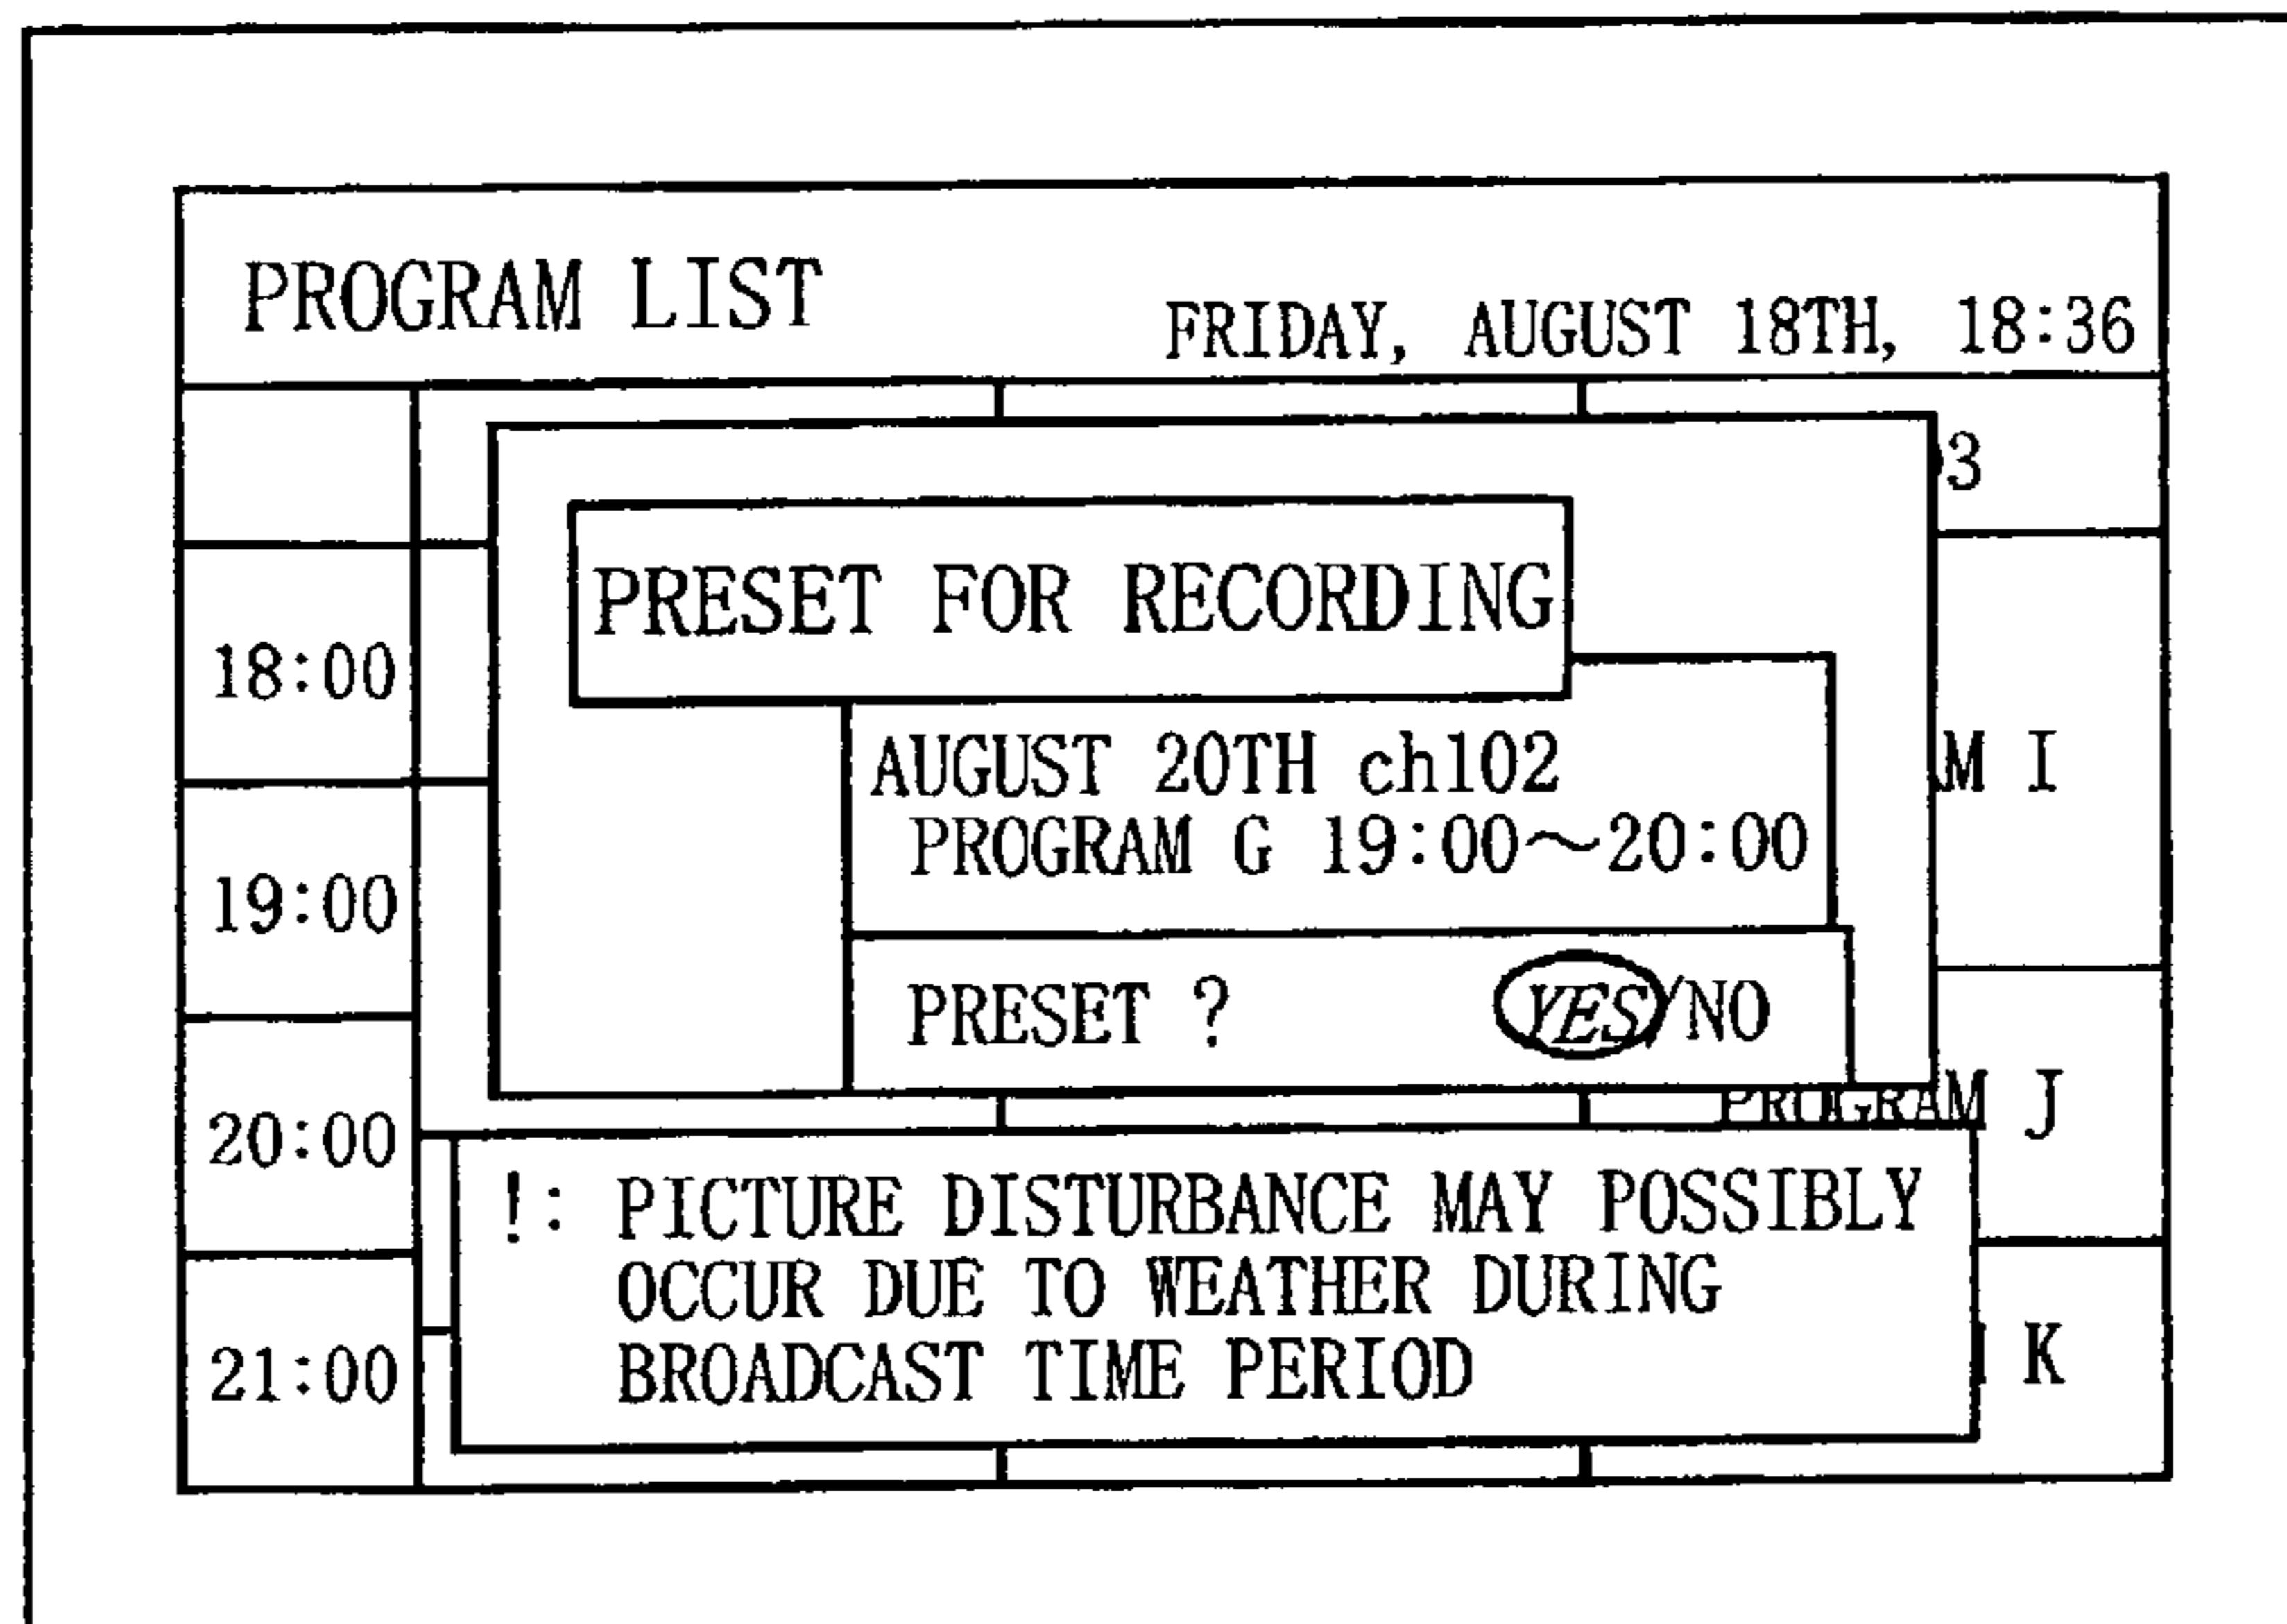 PROGRAM LIST
FRIDAY, AUGUST 18TH, 18:36
3
PRESET FOR RECORDING
18:00
AUGUST 20TH ch102
M I
PROGRAM G 19:00～20:00
19:00
PRESET ? YES/NO
PROGRAM J
20:00
!: PICTURE DISTURBANCE MAY POSSIBLY
OCCUR DUE TO WEATHER DURING
BROADCAST TIME PERIOD
21:00
K